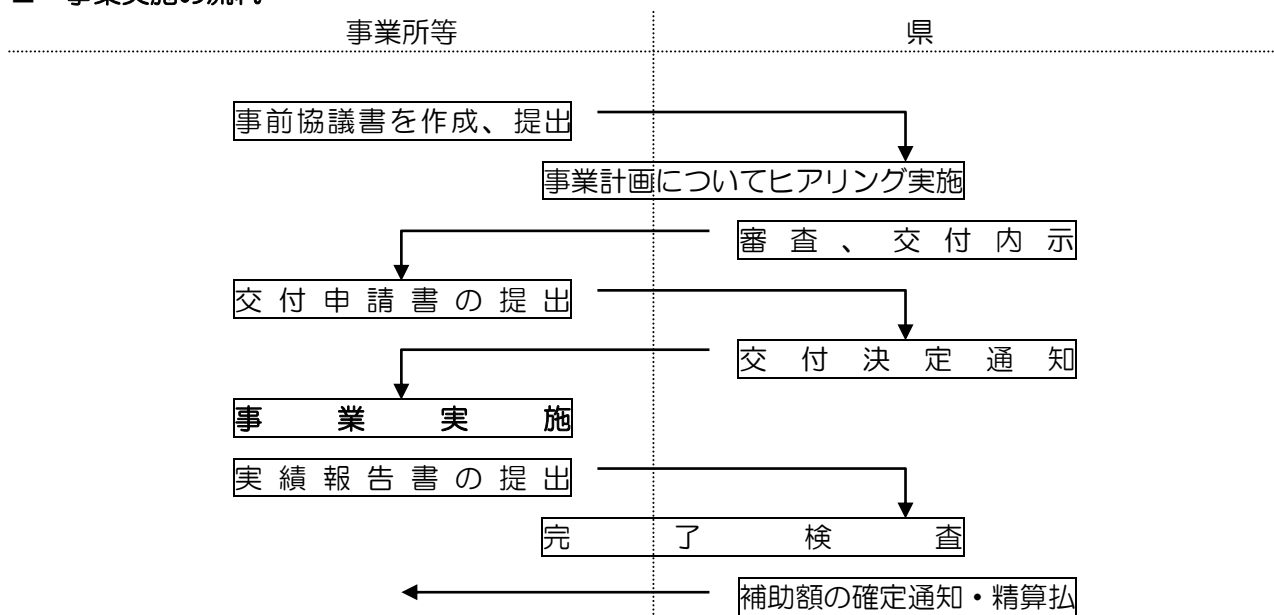 事業所等
県
事前協議書を作成、提出
事業計画についてヒアリング実施
審査、交付内示
交付申請書の提出
交付決定通知
事業実施
実績報告書の提出
完了検査
補助額の確定通知・精算払